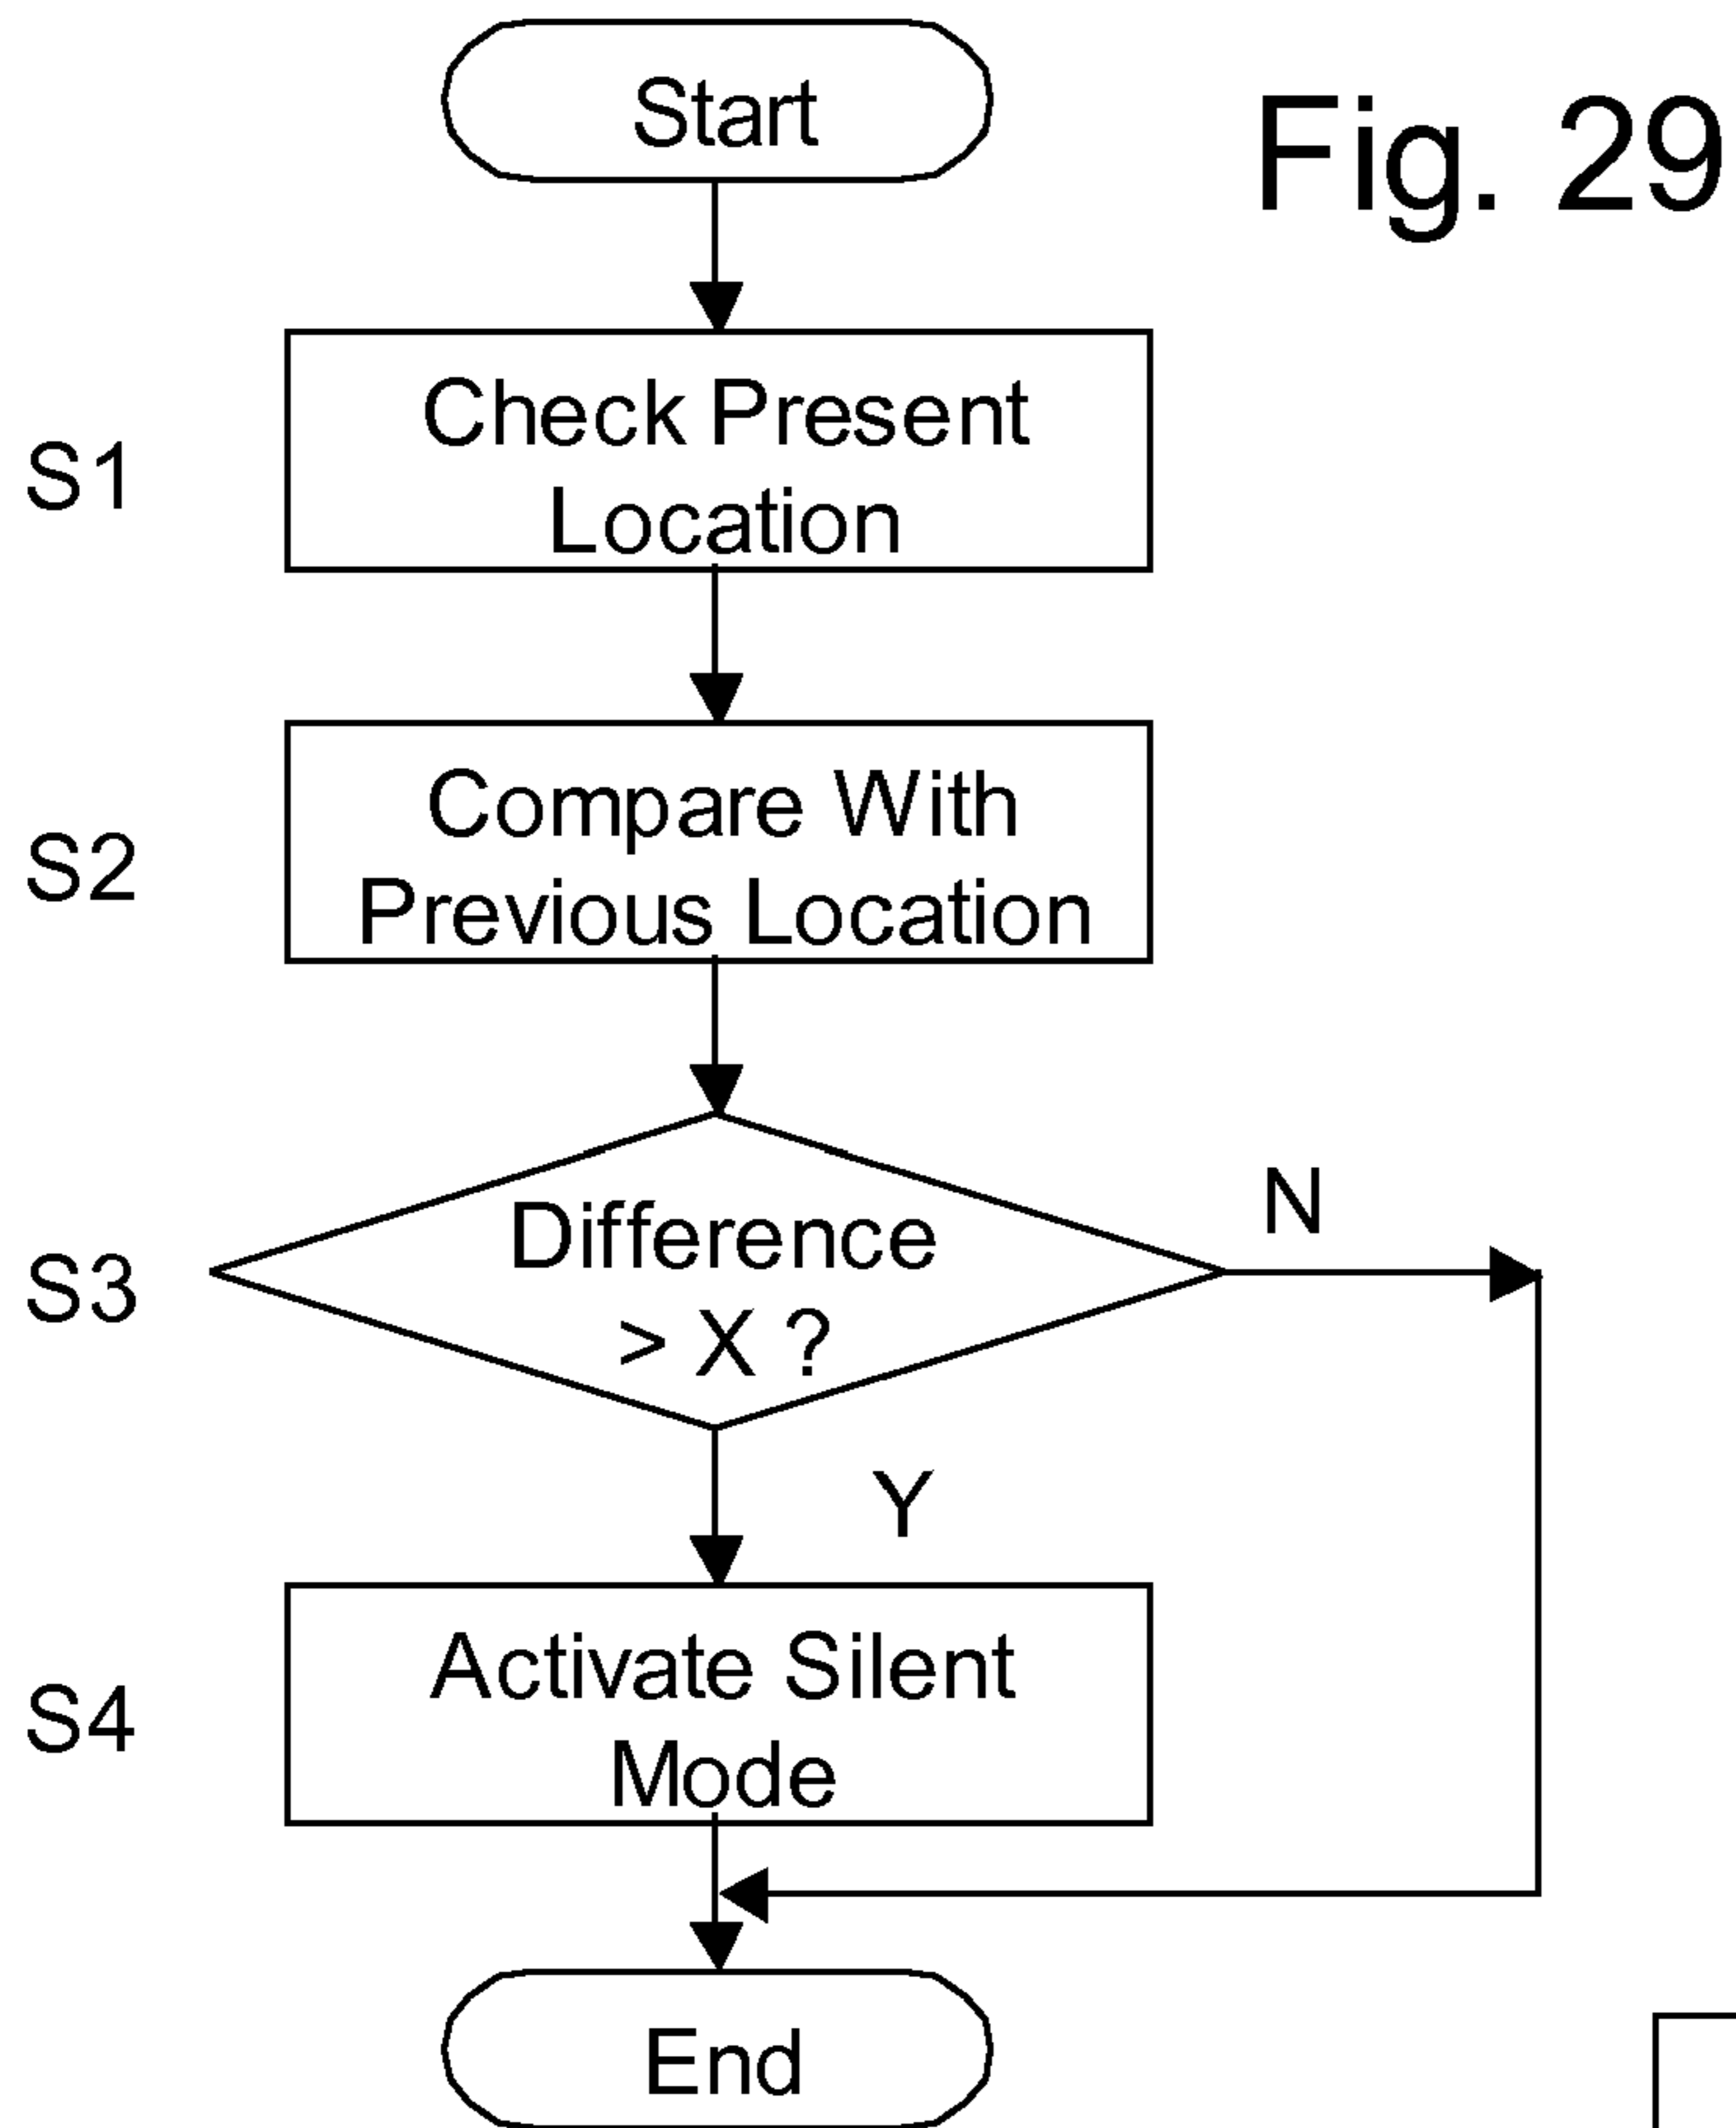 Start
Fig. 29
S1
Check Present
Location
S2
Compare With
Previous Location
S3
Difference
> X ?
N
Y
S4
Activate Silent
Mode
End